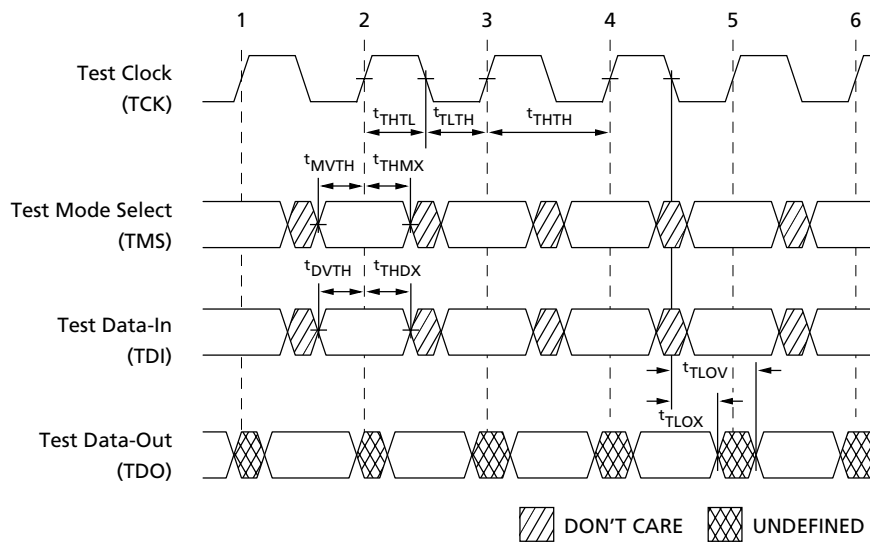 1 2 3 4 5 6
Test Clock
(TCK)
tTHTL tTLTH tTHTH
tMVTH tTHMX
Test Mode Select
(TMS)
tDVTH tTHDX
Test Data-In
(TDI)
tTLOV
tTLOX
Test Data-Out
(TDO)
DON'T CARE UNDEFINED